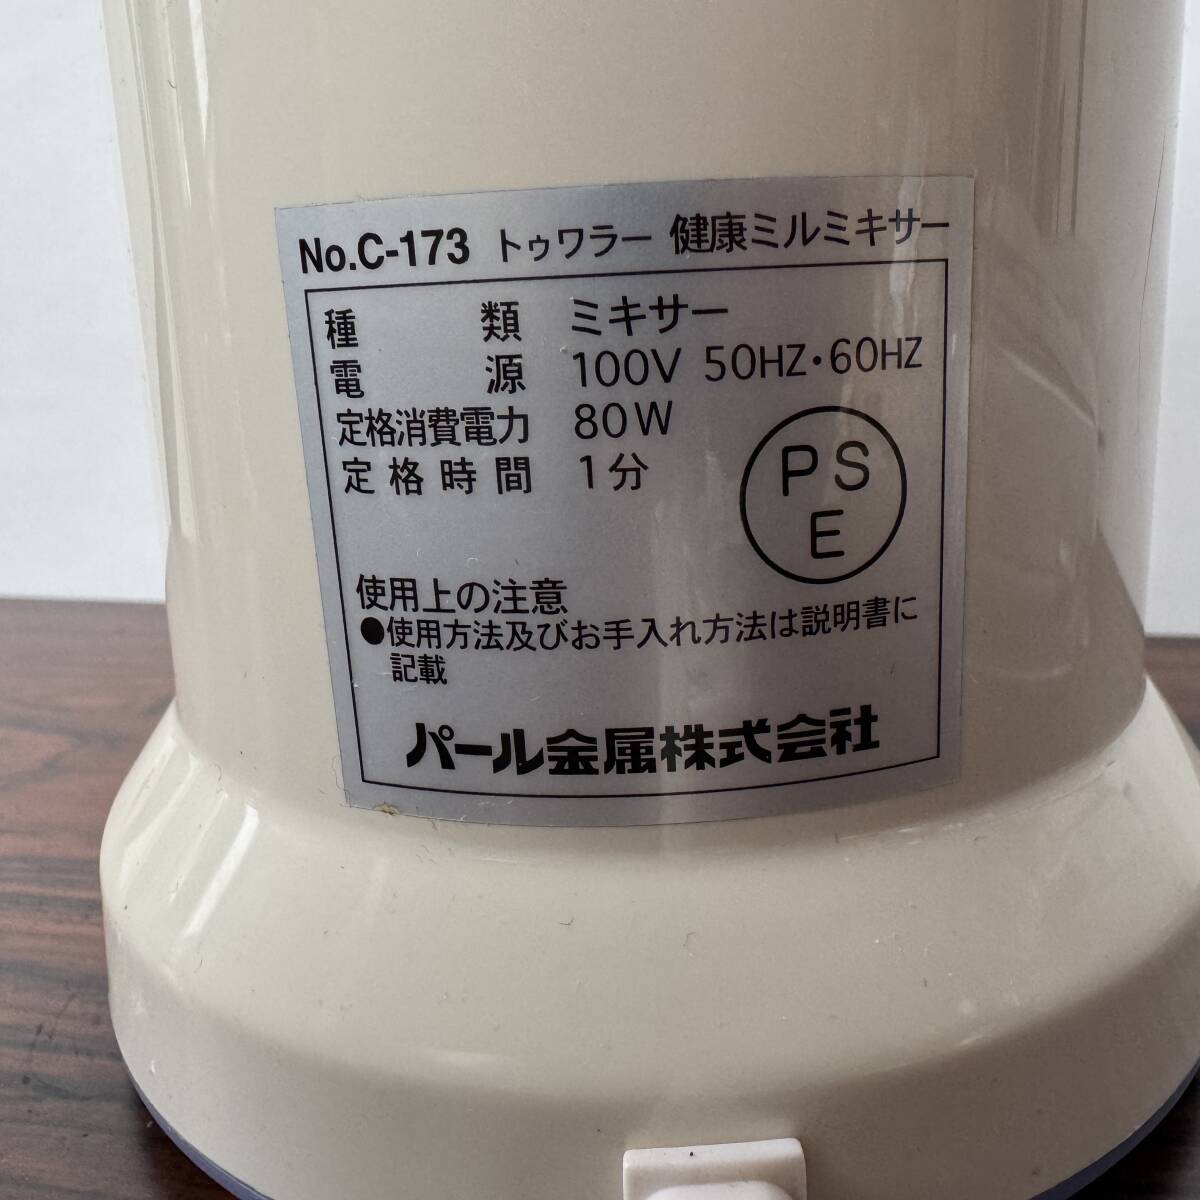 No.C-173 トゥワラー 健康ミルミキサー
種類 ミキサー
電源 100V 50HZ・60HZ
定格消費電力 80W
定格時間 1分
PS
E
使用上の注意
●使用方法及びお手入れ方法は説明書に
記載
パール金属株式会社